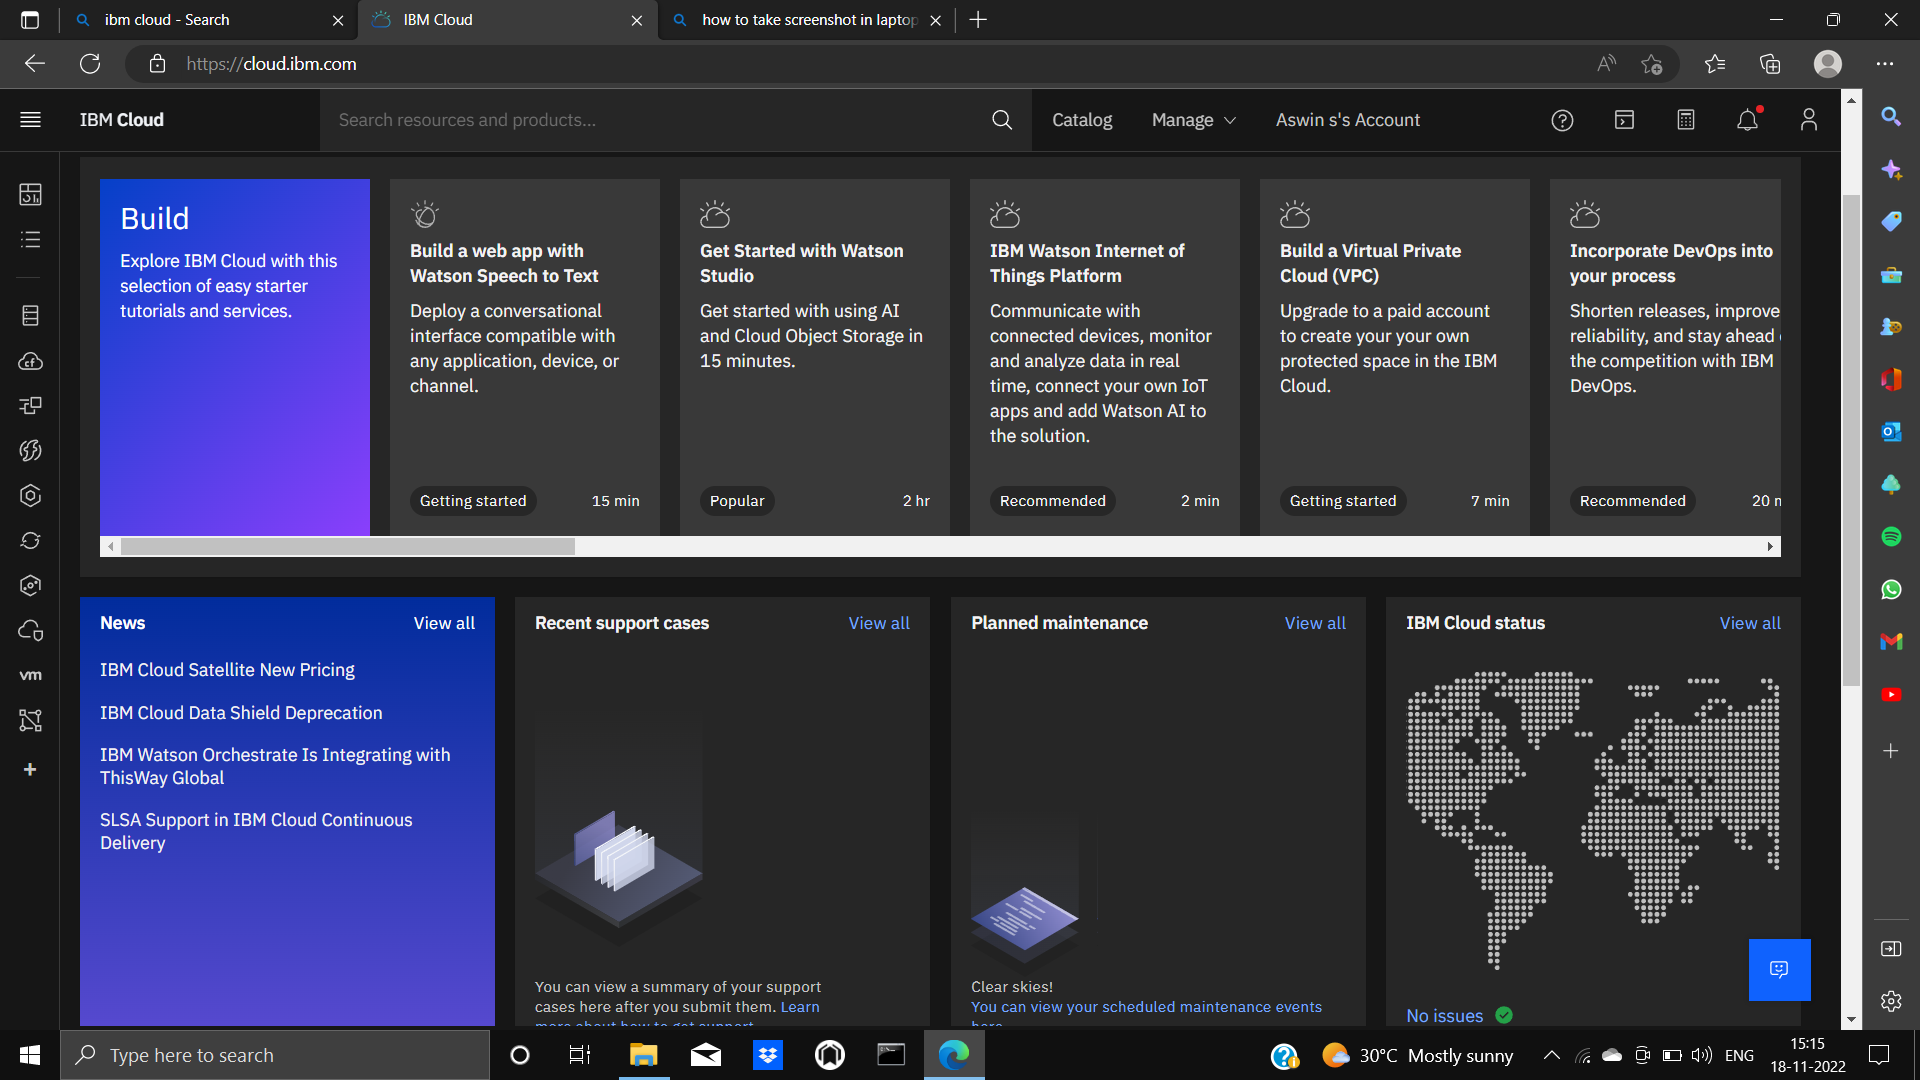 ibm cloud - Search
IBM Cloud
how to take screenshot in laptop
https://cloud.ibm.com
IBM Cloud
Search resources and products...
Catalog
Manage
Aswin s's Account
Build
Explore IBM Cloud with this
selection of easy starter
tutorials and services.
Build a web app with
Watson Speech to Text
Deploy a conversational
interface compatible with
any application, device, or
channel.
Getting started
15 min
Get Started with Watson
Studio
Get started with using AI
and Cloud Object Storage in
15 minutes.
Popular
2 hr
IBM Watson Internet of
Things Platform
Communicate with
connected devices, monitor
and analyze data in real
time, connect your own IoT
apps and add Watson AI to
the solution.
Recommended
2 min
Build a Virtual Private
Cloud (VPC)
Upgrade to a paid account
to create your your own
protected space in the IBM
Cloud.
Getting started
7 min
Incorporate DevOps into
your process
Shorten releases, improve
reliability, and stay ahead
the competition with IBM
DevOps.
Recommended
20
vm
News
View all
IBM Cloud Satellite New Pricing
IBM Cloud Data Shield Deprecation
IBM Watson Orchestrate Is Integrating with
ThisWay Global
SLSA Support in IBM Cloud Continuous
Delivery
Recent support cases
View all
You can view a summary of your support
cases here after you submit them. Learn
more about how to get support
Planned maintenance
View all
Clear skies!
You can view your scheduled maintenance events
here
IBM Cloud status
View all
No issues
Type here to search
30°C Mostly sunny
ENG
15:15
18-11-2022